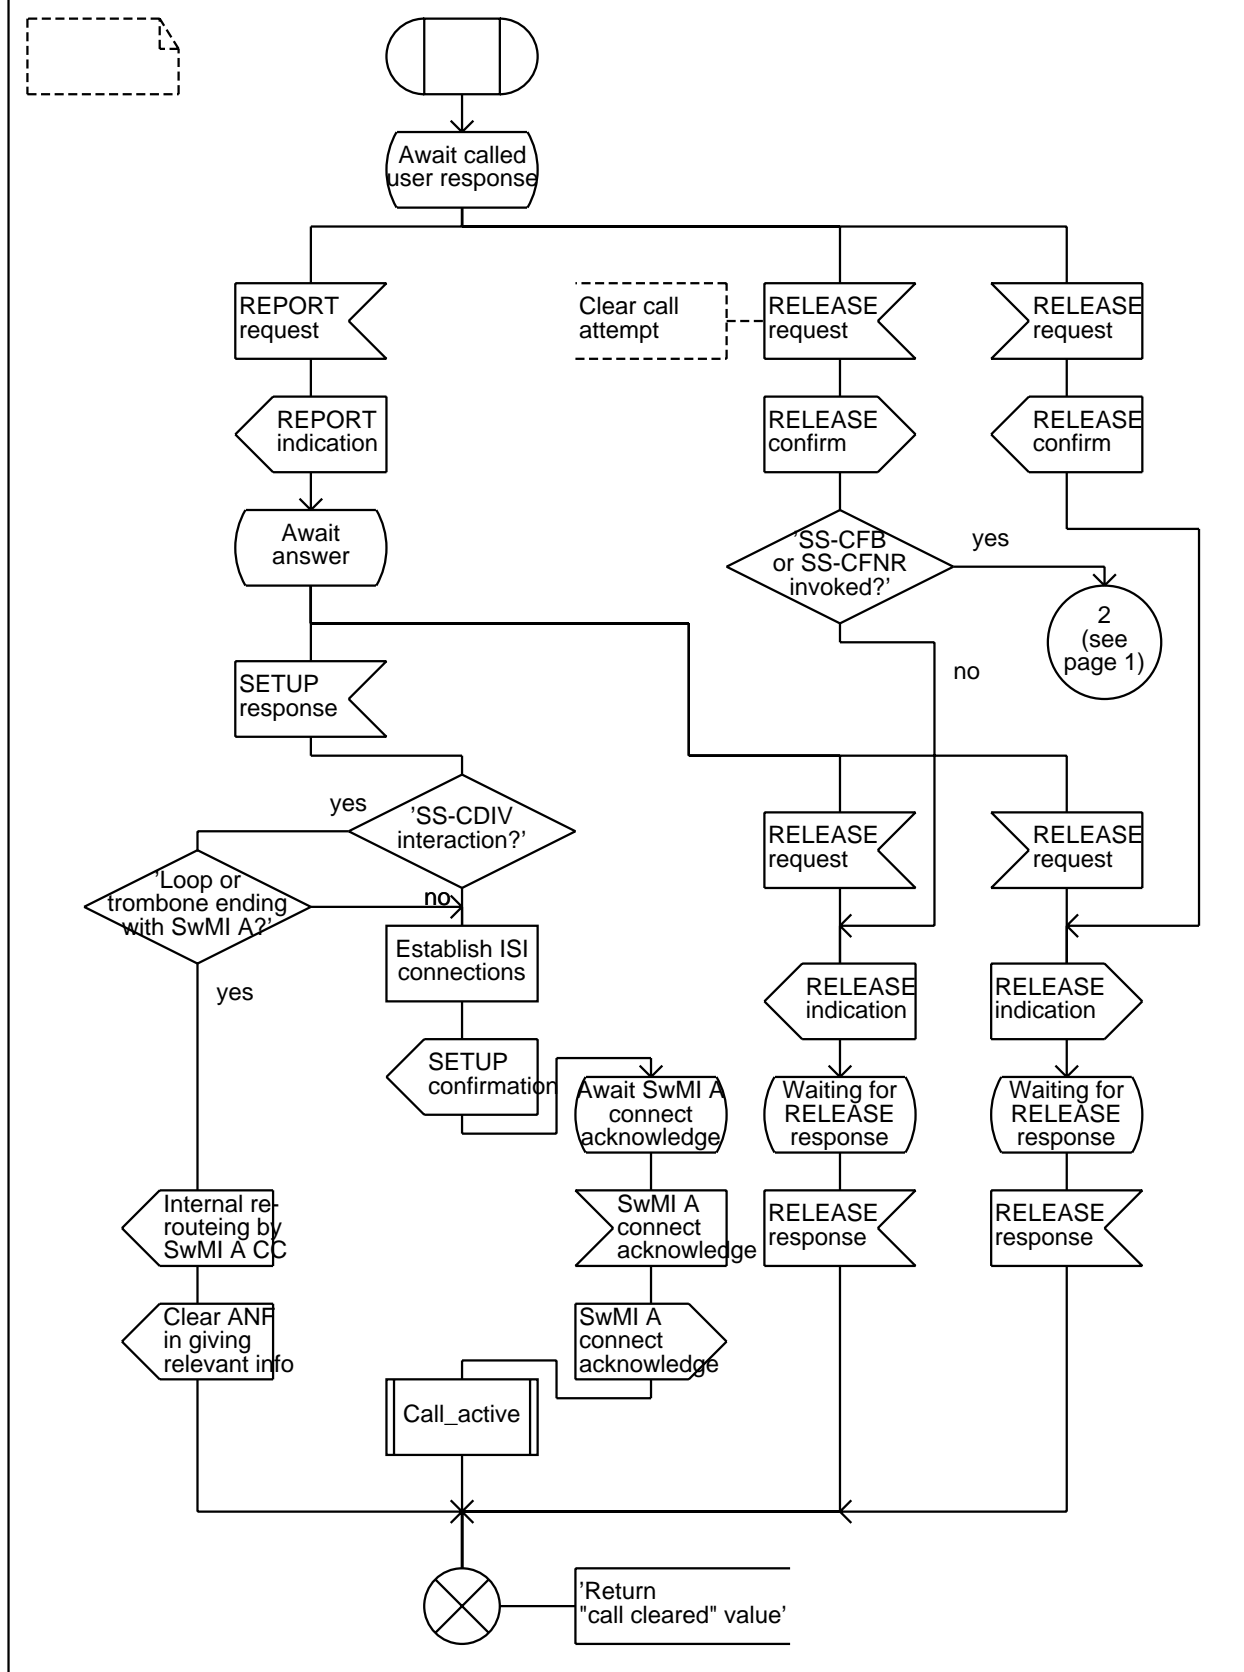 Await called
user response
REPORT
request
Clear call
attempt
RELEASE
request
RELEASE
request
REPORT
indication
RELEASE
confirm
RELEASE
confirm
Await
answer
'SS-CFB
or SS-CFNR
invoked?'
yes
2
(see
page 1)
no
SETUP
response
yes
'SS-CDIV
interaction?'
RELEASE
request
RELEASE
request
'Loop or
trombone ending
with SwMI A?'
no
yes
Establish ISI
connections
RELEASE
indication
RELEASE
indication
SETUP
confirmation
Await SwMI A
connect
acknowledge
Waiting for
RELEASE
response
Waiting for
RELEASE
response
Internal re-
routeing by
SwMI A CC
SwMI A
connect
acknowledge
RELEASE
response
RELEASE
response
Clear ANF
in giving
relevant info
SwMI A
connect
acknowledge
Call_active
'Return
"call cleared" value'